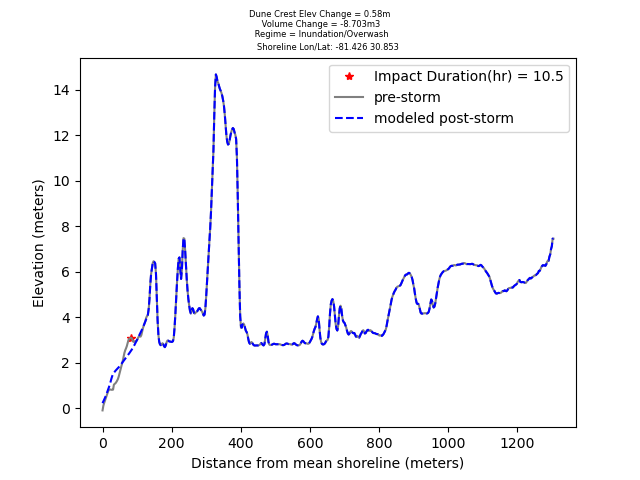 Dune Crest Elev Change = 0.58m
Volume Change = -8.703m3
Regime = Inundation/Overwash
Shoreline Lon/Lat: -81.426 30.853
Impact Duration(hr) = 10.5
pre-storm
modeled post-storm
14
12
10
8
6
4
2
0
Elevation (meters)
0 200 400 600 800 1000 1200
Distance from mean shoreline (meters)